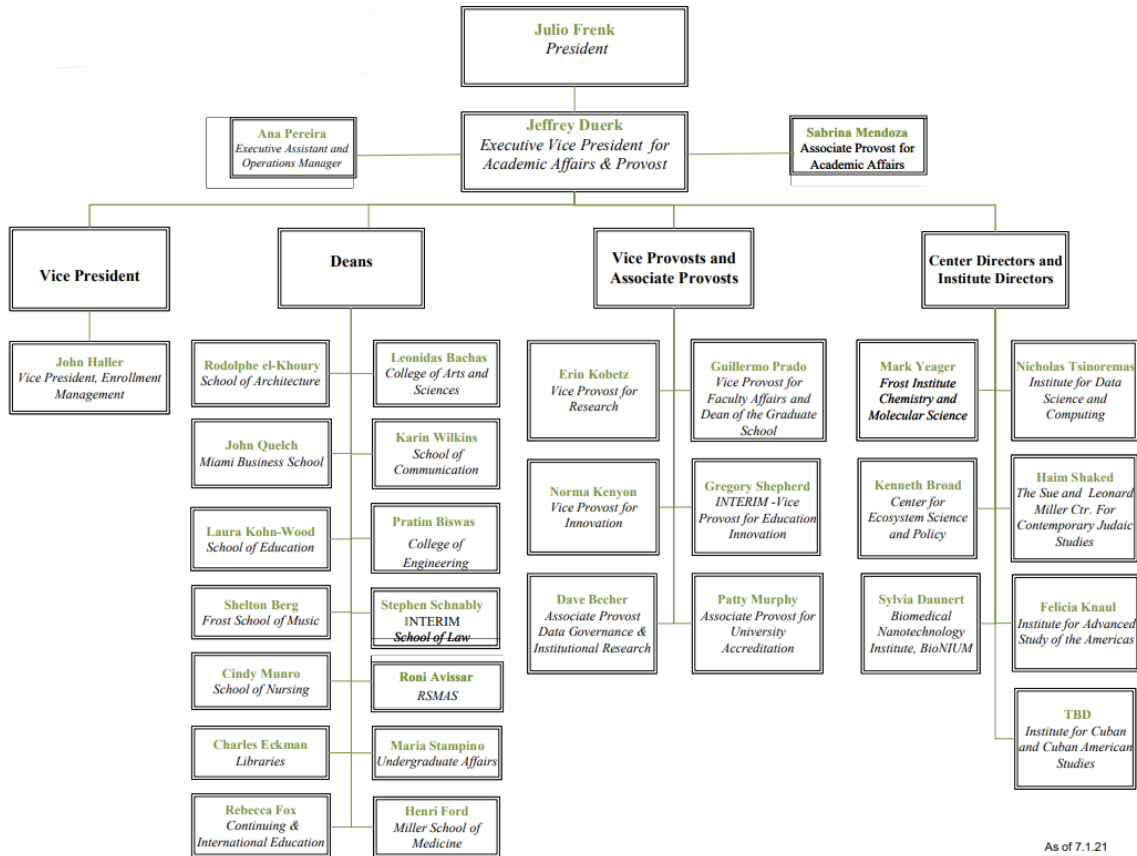 Julio Frenk
President
Ana Pereira
Executive Assistant and
Operations Manager
Jeffrey Duerk
Executive Vice President for
Academic Affairs & Provost
Sabrina Mendoza
Associate Provost for
Academic Affairs
Vice President
Deans
Vice Provosts and
Associate Provosts
Center Directors and
Institute Directors
John Haller
Vice President, Enrollment
Management
Rodolphe el-Khoury
School of Architecture
Leonidas Bachas
College of Arts and
Sciences
John Quelch
Miami Business School
Karin Wilkins
School of
Communication
Laura Kohn-Wood
School of Education
Pratim Biswas
College of
Engineering
Shelton Berg
Frost School of Music
Stephen Schnably
INTERIM
School of Law
Cindy Munro
School of Nursing
Roni Avissar
RSMAS
Charles Eckman
Libraries
Maria Stampino
Undergraduate Affairs
Rebecca Fox
Continuing &
International Education
Henri Ford
Miller School of
Medicine
Erin Kobetz
Vice Provost for
Research
Guillermo Prado
Vice Provost for
Faculty Affairs and
Dean of the Graduate
School
Norma Kenyon
Vice Provost for
Innovation
Gregory Shepherd
INTERIM -Vice
Provost for Education
Innovation
Dave Becher
Associate Provost
Data Governance &
Institutional Research
Patty Murphy
Associate Provost for
University
Accreditation
Mark Yeager
Frost Institute
Chemistry and
Molecular Science
Nicholas Tsinoremas
Institute for Data
Science and
Computing
Kenneth Broad
Center for
Ecosystem Science
and Policy
Haim Shaked
The Sue and Leonard
Miller Ctr. For
Contemporary Judaic
Studies
Sylvia Daunert
Biomedical
Nanotechnology
Institute, BioNIUM
Felicia Knaul
Institute for Advanced
Study of the Americas
TBD
Institute for Cuban
and Cuban American
Studies
As of 7.1.21